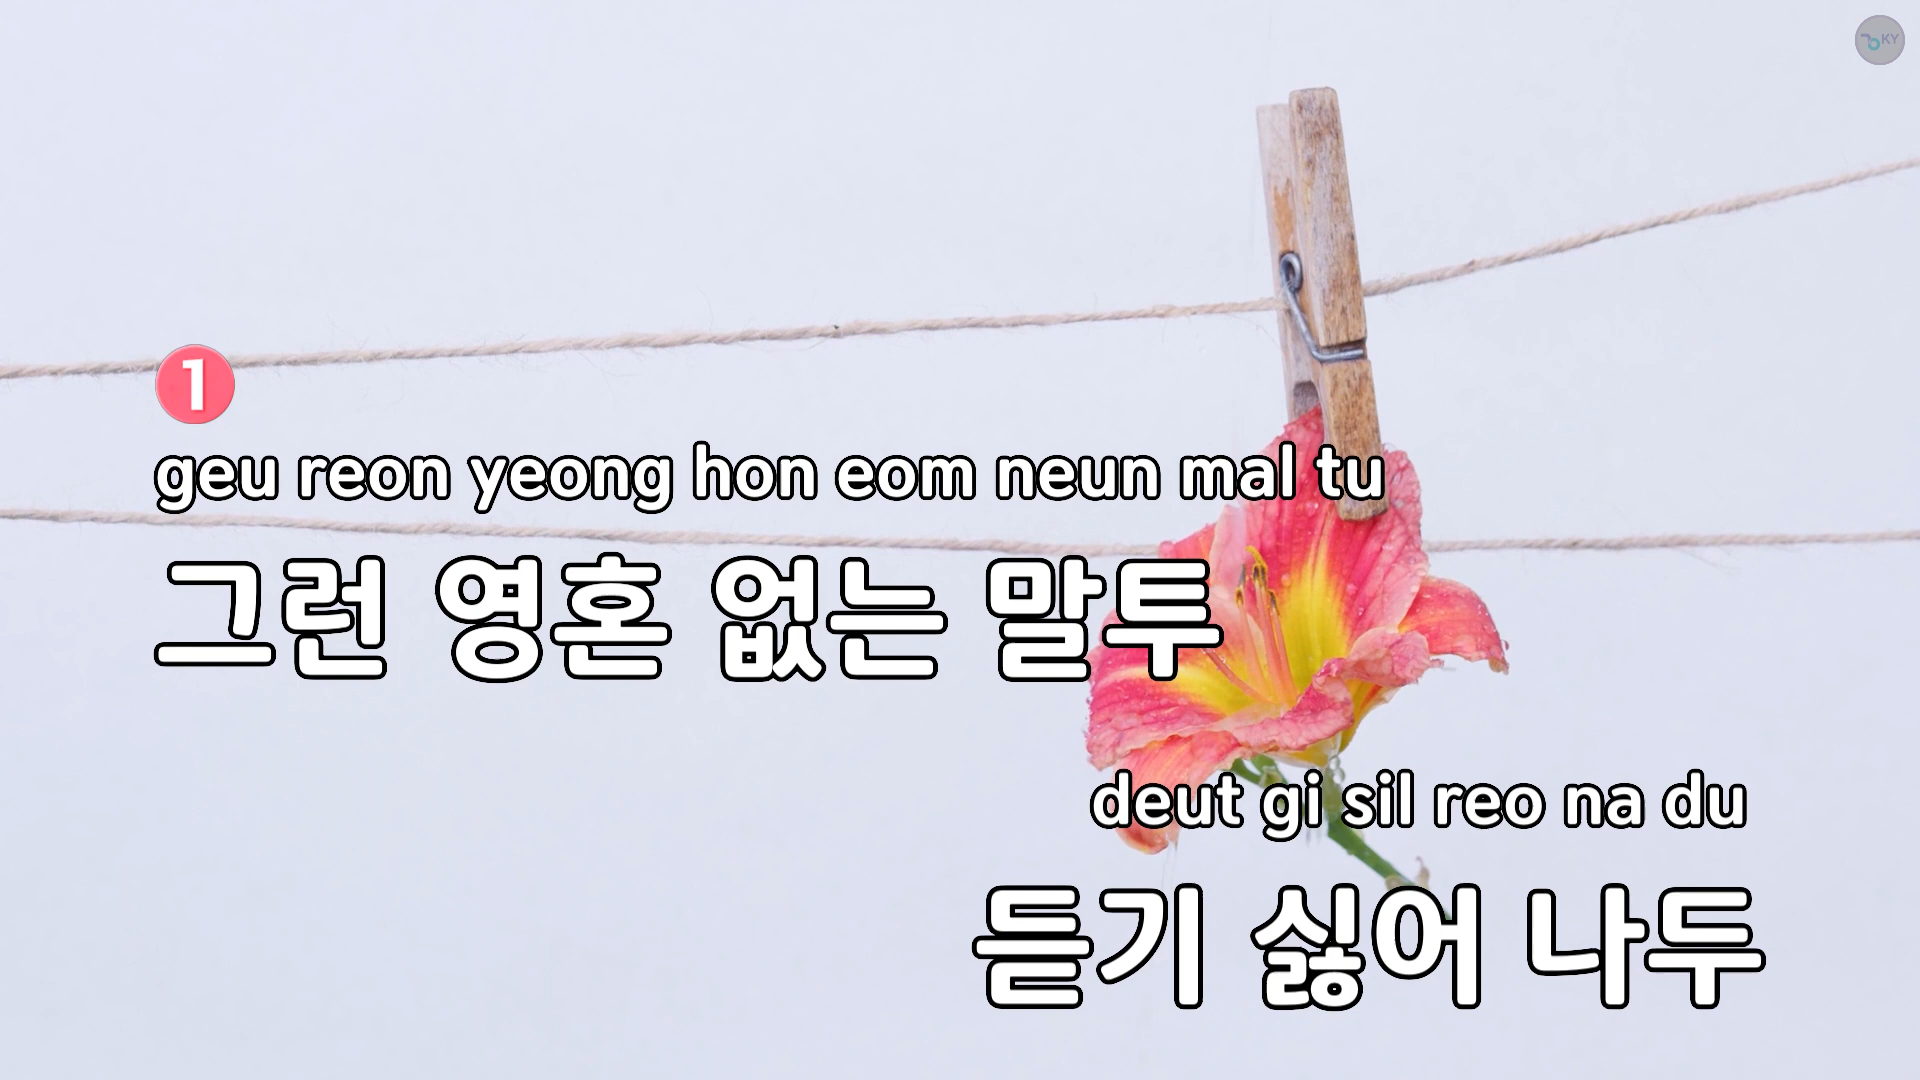 KY
1
geu reon yeong hon eom neun mal tu
그런 영혼 없는 말투
deut gi sil reo na du
듣기 싫어 나두